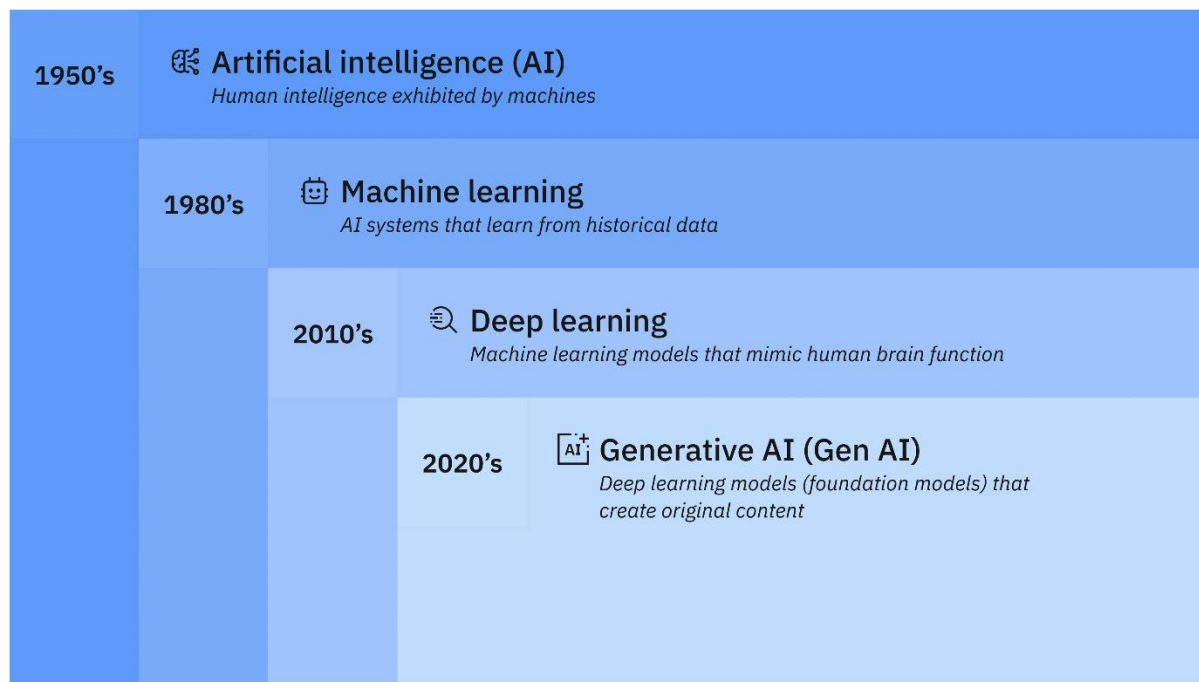 1950’s
Artificial intelligence (AI)
Human intelligence exhibited by machines
1980’s
Machine learning
AI systems that learn from historical data
2010’s
Deep learning
Machine learning models that mimic human brain function
2020’s
AI
Generative AI (Gen AI)
Deep learning models (foundation models) that
create original content